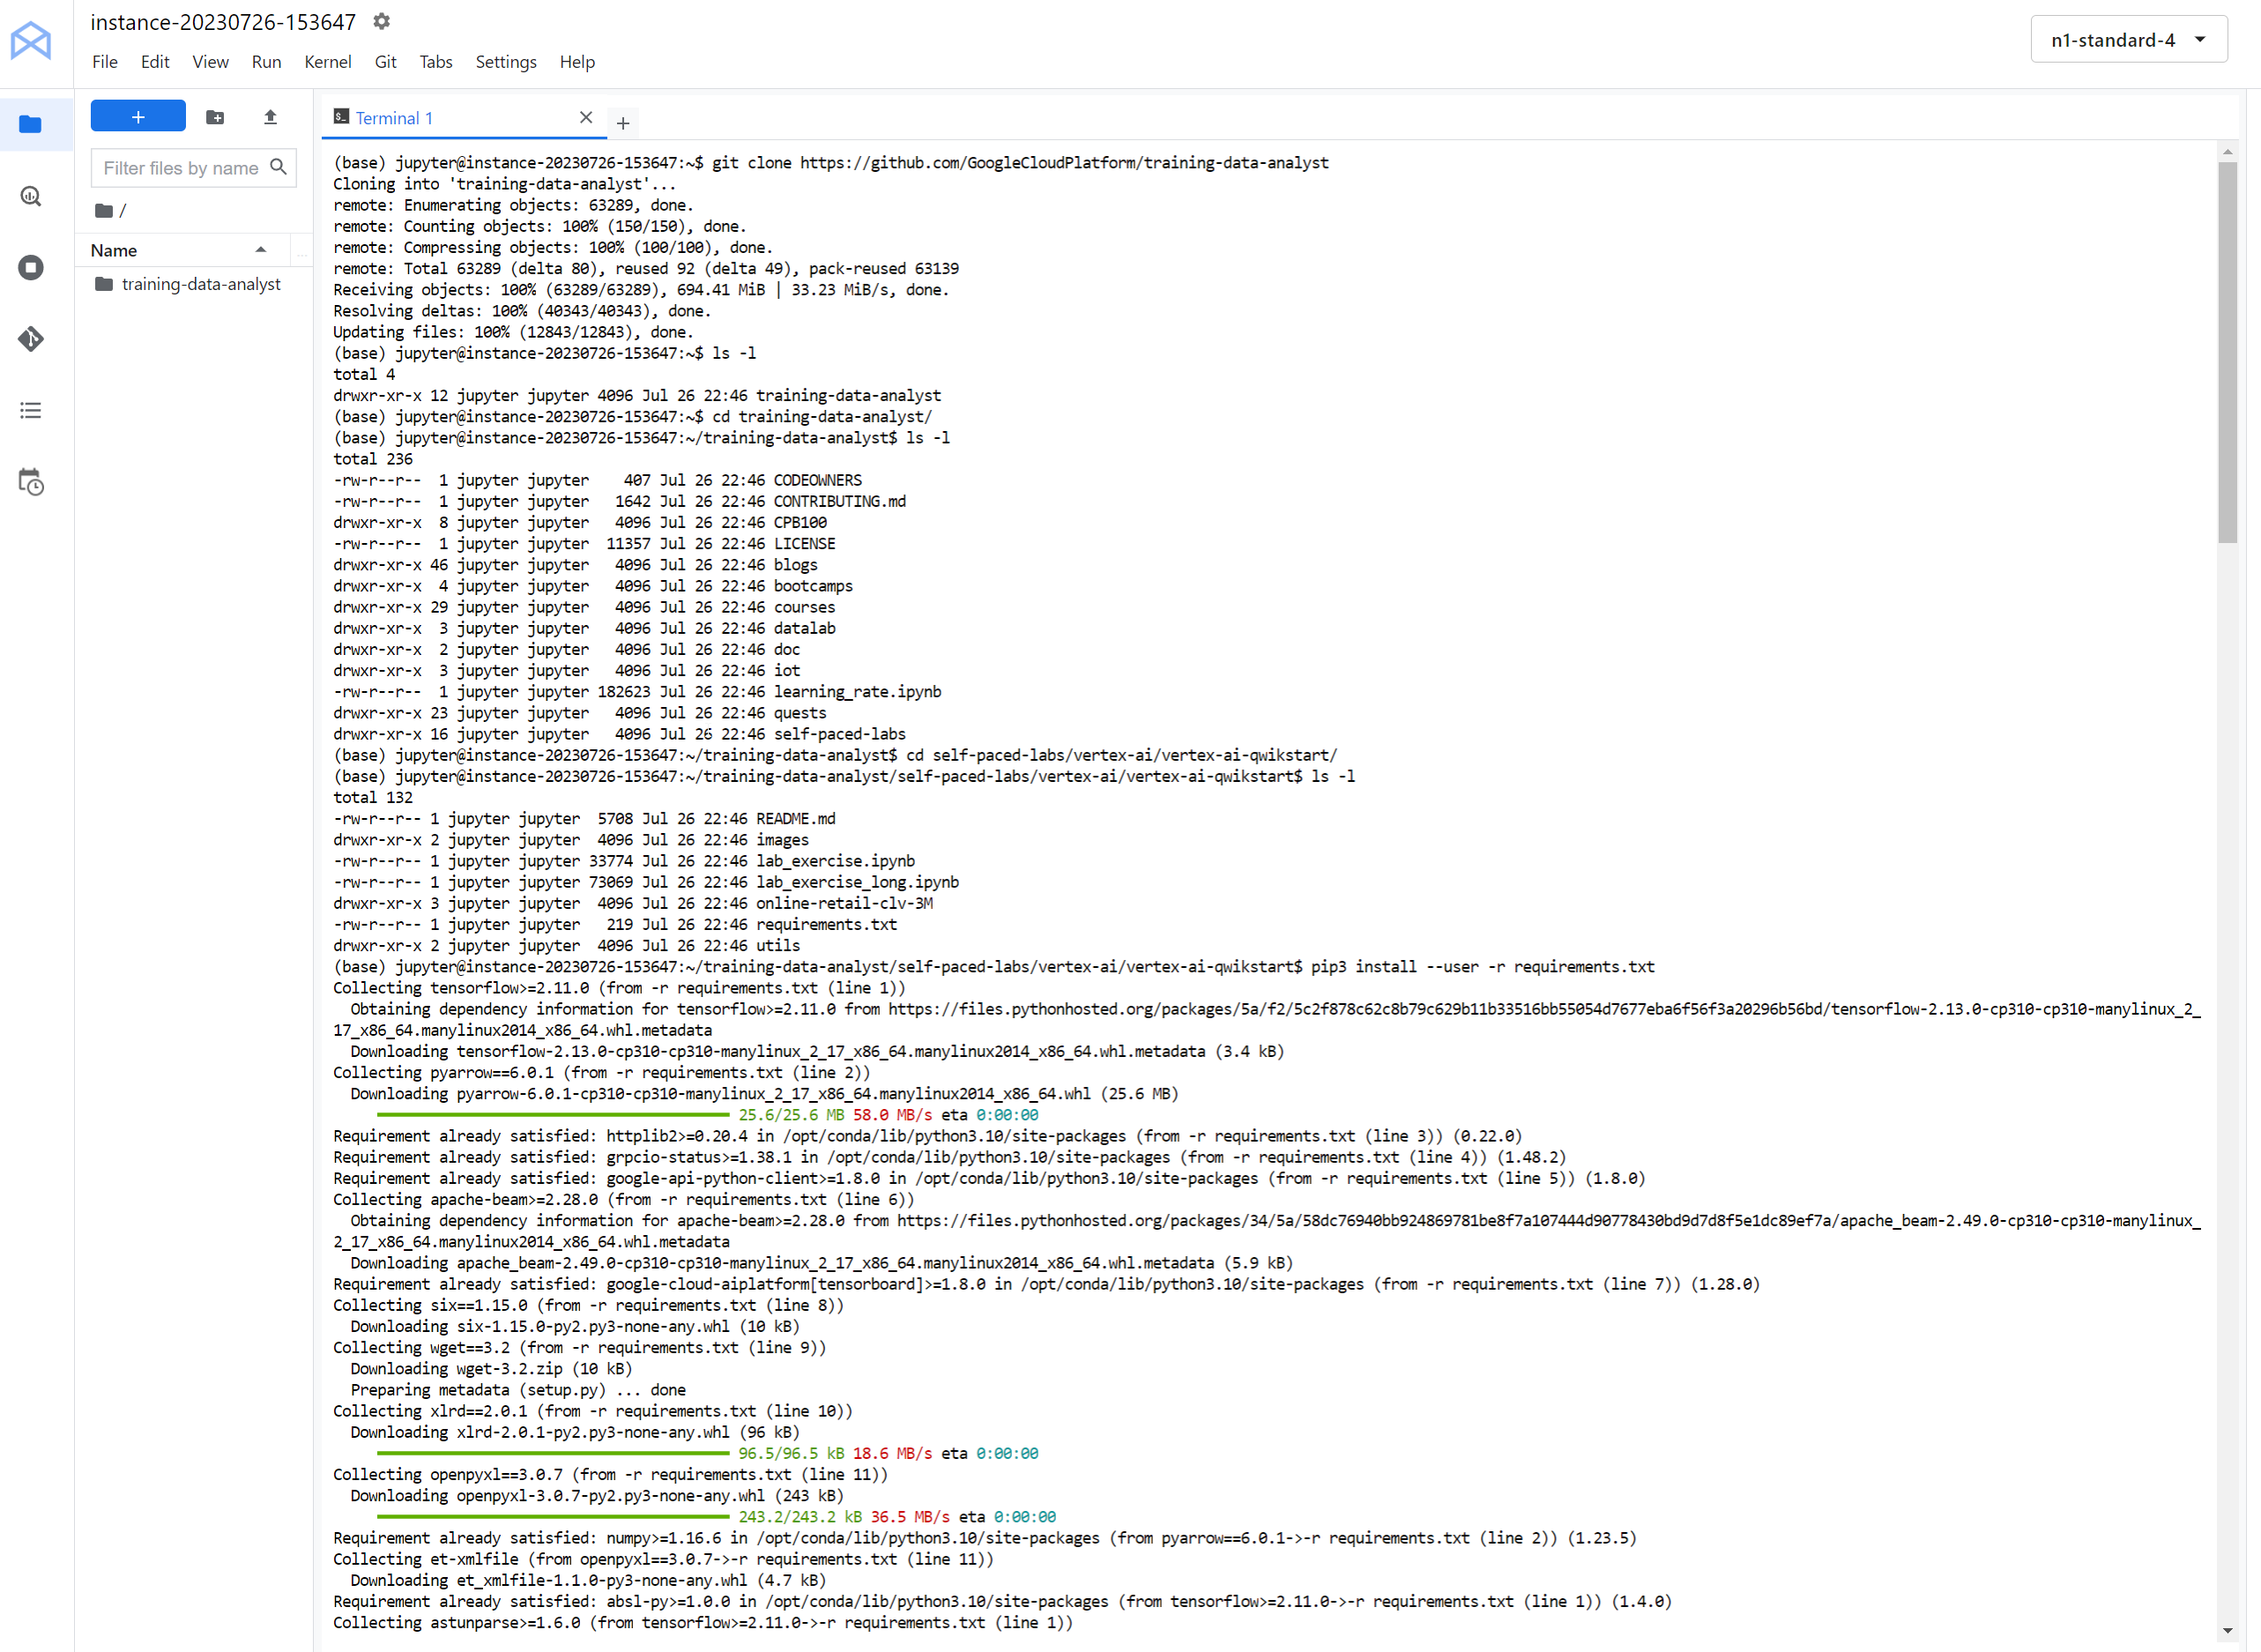 instance-20230726-153647
n1-standard-4
File Edit View Run Kernel Git Tabs Settings Help
Terminal 1
Filter files by name
/
Name
training-data-analyst
(base) jupyter@instance-20230726-153647:~$ git clone https://github.com/GoogleCloudPlatform/training-data-analyst
Cloning into 'training-data-analyst'...
remote: Enumerating objects: 63289, done.
remote: Counting objects: 100% (150/150), done.
remote: Compressing objects: 100% (100/100), done.
remote: Total 63289 (delta 80), reused 92 (delta 49), pack-reused 63139
Receiving objects: 100% (63289/63289), 694.41 MiB | 33.23 MiB/s, done.
Resolving deltas: 100% (40343/40343), done.
Updating files: 100% (12843/12843), done.
(base) jupyter@instance-20230726-153647:~$ ls -l
total 4
drwxr-xr-x 12 jupyter jupyter 4096 Jul 26 22:46 training-data-analyst
(base) jupyter@instance-20230726-153647:~$ cd training-data-analyst/
(base) jupyter@instance-20230726-153647:~/training-data-analyst$ ls -l
total 236
-rw-r--r--  1 jupyter jupyter    407 Jul 26 22:46 CODEOWNERS
-rw-r--r--  1 jupyter jupyter   1642 Jul 26 22:46 CONTRIBUTING.md
drwxr-xr-x  8 jupyter jupyter   4096 Jul 26 22:46 CPB100
-rw-r--r--  1 jupyter jupyter  11357 Jul 26 22:46 LICENSE
drwxr-xr-x 46 jupyter jupyter   4096 Jul 26 22:46 blogs
drwxr-xr-x  4 jupyter jupyter   4096 Jul 26 22:46 bootcamps
drwxr-xr-x 29 jupyter jupyter   4096 Jul 26 22:46 courses
drwxr-xr-x  3 jupyter jupyter   4096 Jul 26 22:46 datalab
drwxr-xr-x  2 jupyter jupyter   4096 Jul 26 22:46 doc
drwxr-xr-x  3 jupyter jupyter   4096 Jul 26 22:46 iot
-rw-r--r--  1 jupyter jupyter 182623 Jul 26 22:46 learning_rate.ipynb
drwxr-xr-x 23 jupyter jupyter   4096 Jul 26 22:46 quests
drwxr-xr-x 16 jupyter jupyter   4096 Jul 26 22:46 self-paced-labs
(base) jupyter@instance-20230726-153647:~/training-data-analyst$ cd self-paced-labs/vertex-ai/vertex-ai-qwikstart/
(base) jupyter@instance-20230726-153647:~/training-data-analyst/self-paced-labs/vertex-ai/vertex-ai-qwikstart$ ls -l
total 132
-rw-r--r-- 1 jupyter jupyter  5708 Jul 26 22:46 README.md
drwxr-xr-x 2 jupyter jupyter  4096 Jul 26 22:46 images
-rw-r--r-- 1 jupyter jupyter 33774 Jul 26 22:46 lab_exercise.ipynb
-rw-r--r-- 1 jupyter jupyter 73069 Jul 26 22:46 lab_exercise_long.ipynb
drwxr-xr-x 3 jupyter jupyter  4096 Jul 26 22:46 online-retail-clv-3M
-rw-r--r-- 1 jupyter jupyter   219 Jul 26 22:46 requirements.txt
drwxr-xr-x 2 jupyter jupyter  4096 Jul 26 22:46 utils
(base) jupyter@instance-20230726-153647:~/training-data-analyst/self-paced-labs/vertex-ai/vertex-ai-qwikstart$ pip3 install --user -r requirements.txt
Collecting tensorflow>=2.11.0 (from -r requirements.txt (line 1))
  Obtaining dependency information for tensorflow>=2.11.0 from https://files.pythonhosted.org/packages/5a/f2/5c2f878c62c8b79c629b11b33516bb55054d7677eba6f56f3a20296b56bd/tensorflow-2.13.0-cp310-cp310-manylinux_2_
17_x86_64.manylinux2014_x86_64.whl.metadata
  Downloading tensorflow-2.13.0-cp310-cp310-manylinux_2_17_x86_64.manylinux2014_x86_64.whl.metadata (3.4 kB)
Collecting pyarrow==6.0.1 (from -r requirements.txt (line 2))
  Downloading pyarrow-6.0.1-cp310-cp310-manylinux_2_17_x86_64.manylinux2014_x86_64.whl (25.6 MB)
25.6/25.6 MB 58.0 MB/s eta 0:00:00
Requirement already satisfied: httplib2>=0.20.4 in /opt/conda/lib/python3.10/site-packages (from -r requirements.txt (line 3)) (0.22.0)
Requirement already satisfied: grpcio-status>=1.38.1 in /opt/conda/lib/python3.10/site-packages (from -r requirements.txt (line 4)) (1.48.2)
Requirement already satisfied: google-api-python-client>=1.8.0 in /opt/conda/lib/python3.10/site-packages (from -r requirements.txt (line 5)) (1.8.0)
Collecting apache-beam>=2.28.0 (from -r requirements.txt (line 6))
  Obtaining dependency information for apache-beam>=2.28.0 from https://files.pythonhosted.org/packages/34/5a/58dc76940bb924869781be8f7a107444d90778430bd9d7d8f5e1dc89ef7a/apache_beam-2.49.0-cp310-cp310-manylinux_
2_17_x86_64.manylinux2014_x86_64.whl.metadata
  Downloading apache_beam-2.49.0-cp310-cp310-manylinux_2_17_x86_64.manylinux2014_x86_64.whl.metadata (5.9 kB)
Requirement already satisfied: google-cloud-aiplatform[tensorboard]>=1.8.0 in /opt/conda/lib/python3.10/site-packages (from -r requirements.txt (line 7)) (1.28.0)
Collecting six==1.15.0 (from -r requirements.txt (line 8))
  Downloading six-1.15.0-py2.py3-none-any.whl (10 kB)
Collecting wget==3.2 (from -r requirements.txt (line 9))
  Downloading wget-3.2.zip (10 kB)
  Preparing metadata (setup.py) ... done
Collecting xlrd==2.0.1 (from -r requirements.txt (line 10))
  Downloading xlrd-2.0.1-py2.py3-none-any.whl (96 kB)
96.5/96.5 kB 18.6 MB/s eta 0:00:00
Collecting openpyxl==3.0.7 (from -r requirements.txt (line 11))
  Downloading openpyxl-3.0.7-py2.py3-none-any.whl (243 kB)
243.2/243.2 kB 36.5 MB/s eta 0:00:00
Requirement already satisfied: numpy>=1.16.6 in /opt/conda/lib/python3.10/site-packages (from pyarrow==6.0.1->-r requirements.txt (line 2)) (1.23.5)
Collecting et-xmlfile (from openpyxl==3.0.7->-r requirements.txt (line 11))
  Downloading et_xmlfile-1.1.0-py3-none-any.whl (4.7 kB)
Requirement already satisfied: absl-py>=1.0.0 in /opt/conda/lib/python3.10/site-packages (from tensorflow>=2.11.0->-r requirements.txt (line 1)) (1.4.0)
Collecting astunparse>=1.6.0 (from tensorflow>=2.11.0->-r requirements.txt (line 1))